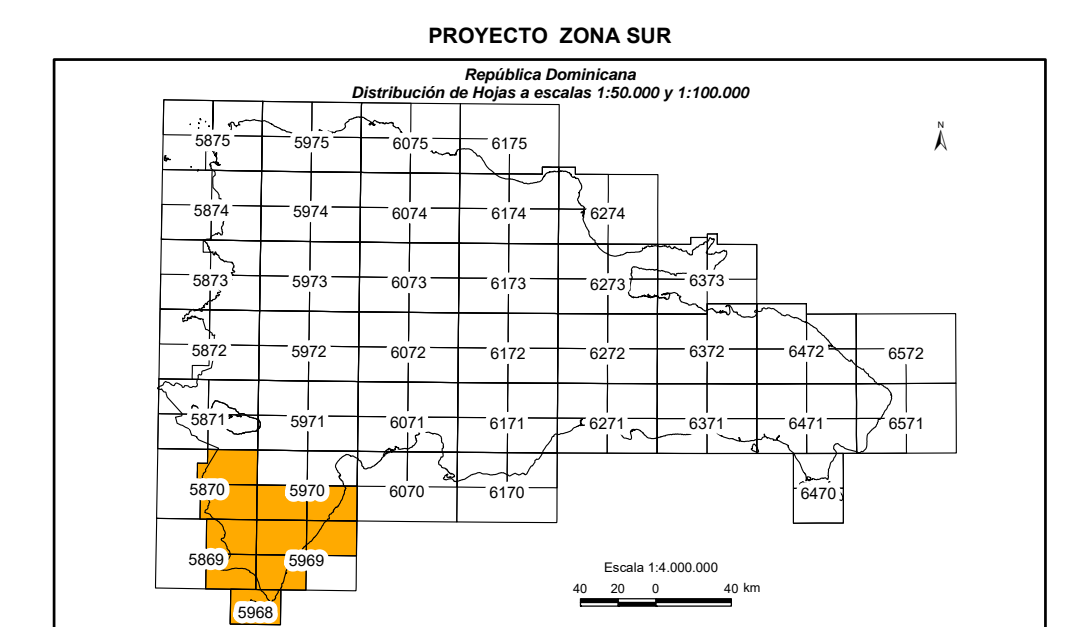 PROYECTO ZONA SUR
República Dominicana
Distribución de Hojas a escalas 1:50.000 y 1:100.000
N
5875 5975 6075 6175
5874 5974 6074 6174 6274
5873 5973 6073 6173 6273 6373
5872 5972 6072 6172 6272 6372 6472 6572
5871 5971 6071 6171 6271 6371 6471 6571
5870 5970 6070 6170 6470
5869 5969
Escala 1:4.000.000
40 20 0 40 km
5968